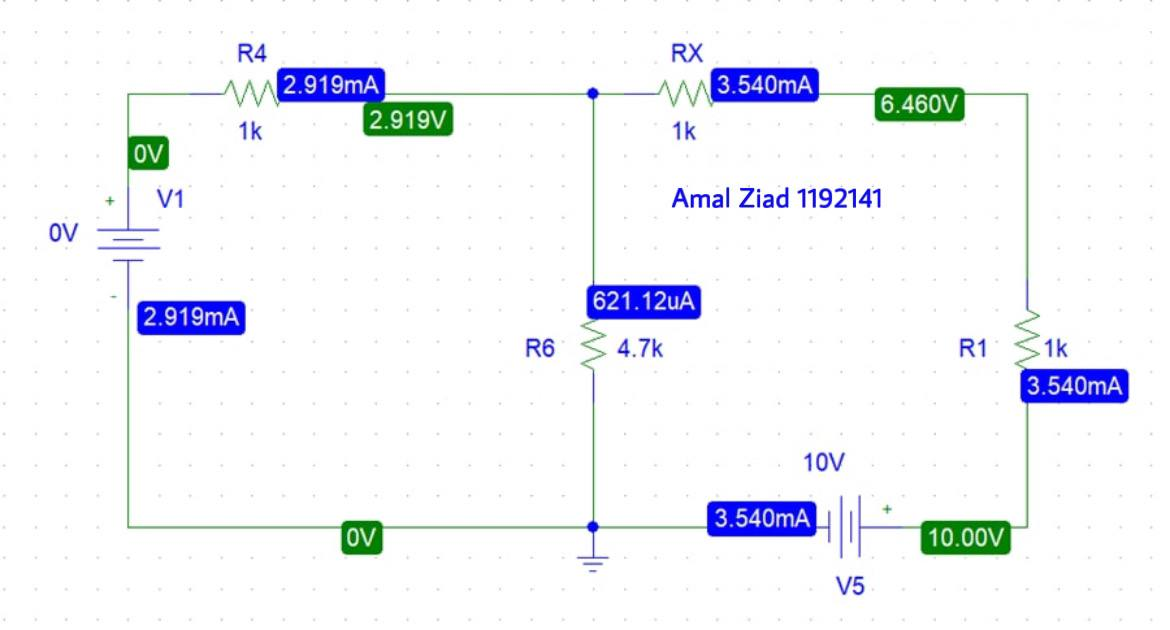 R4
RX
2.919mA
3.540mA
2.919V
6.460V
1k
1k
0V
V1
+
Amal Ziad 1192141
0V
-
2.919mA
621.12uA
R6
4.7k
R1
1k
3.540mA
10V
3.540mA
+
0V
10.00V
V5